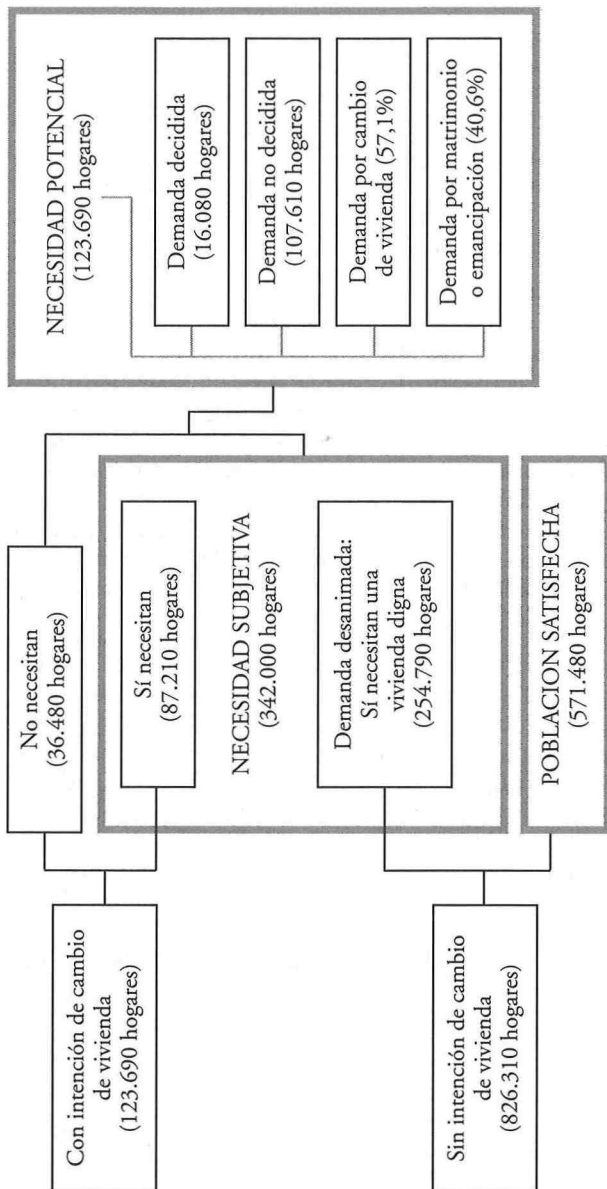 Con intención de cambio
de vivienda
(123.690 hogares)
Sin intención de cambio
de vivienda
(826.310 hogares)
No necesitan
(36.480 hogares)
Sí necesitan
(87.210 hogares)
NECESIDAD SUBJETIVA
(342.000 hogares)
Demanda desanimada:
Sí necesitan una
vivienda digna
(254.790 hogares)
POBLACION SATISFECHA
(571.480 hogares)
NECESIDAD POTENCIAL
(123.690 hogares)
Demanda decidida
(16.080 hogares)
Demanda no decidida
(107.610 hogares)
Demanda por cambio
de vivienda (57,1%)
Demanda por matrimonio
o emancipación (40,6%)